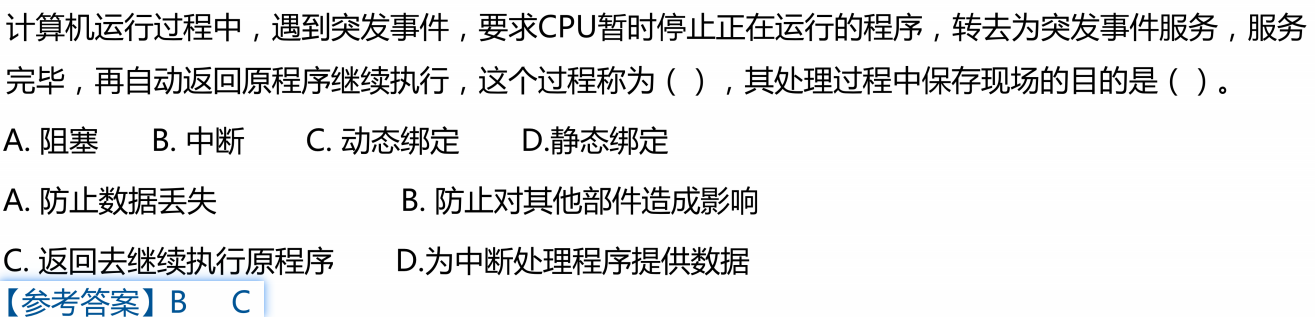 计算机运行过程中，遇到突发事件，要求CPU暂时停止正在运行的程序，转去为突发事件服务，服务
完毕，再自动返回原程序继续执行，这个过程称为（ ），其处理过程中保存现场的目的是（ ）。
A. 阻塞 B. 中断 C. 动态绑定 D.静态绑定
A. 防止数据丢失 B. 防止对其他部件造成影响
C. 返回去继续执行原程序 D.为中断处理程序提供数据
【参考答案】B C